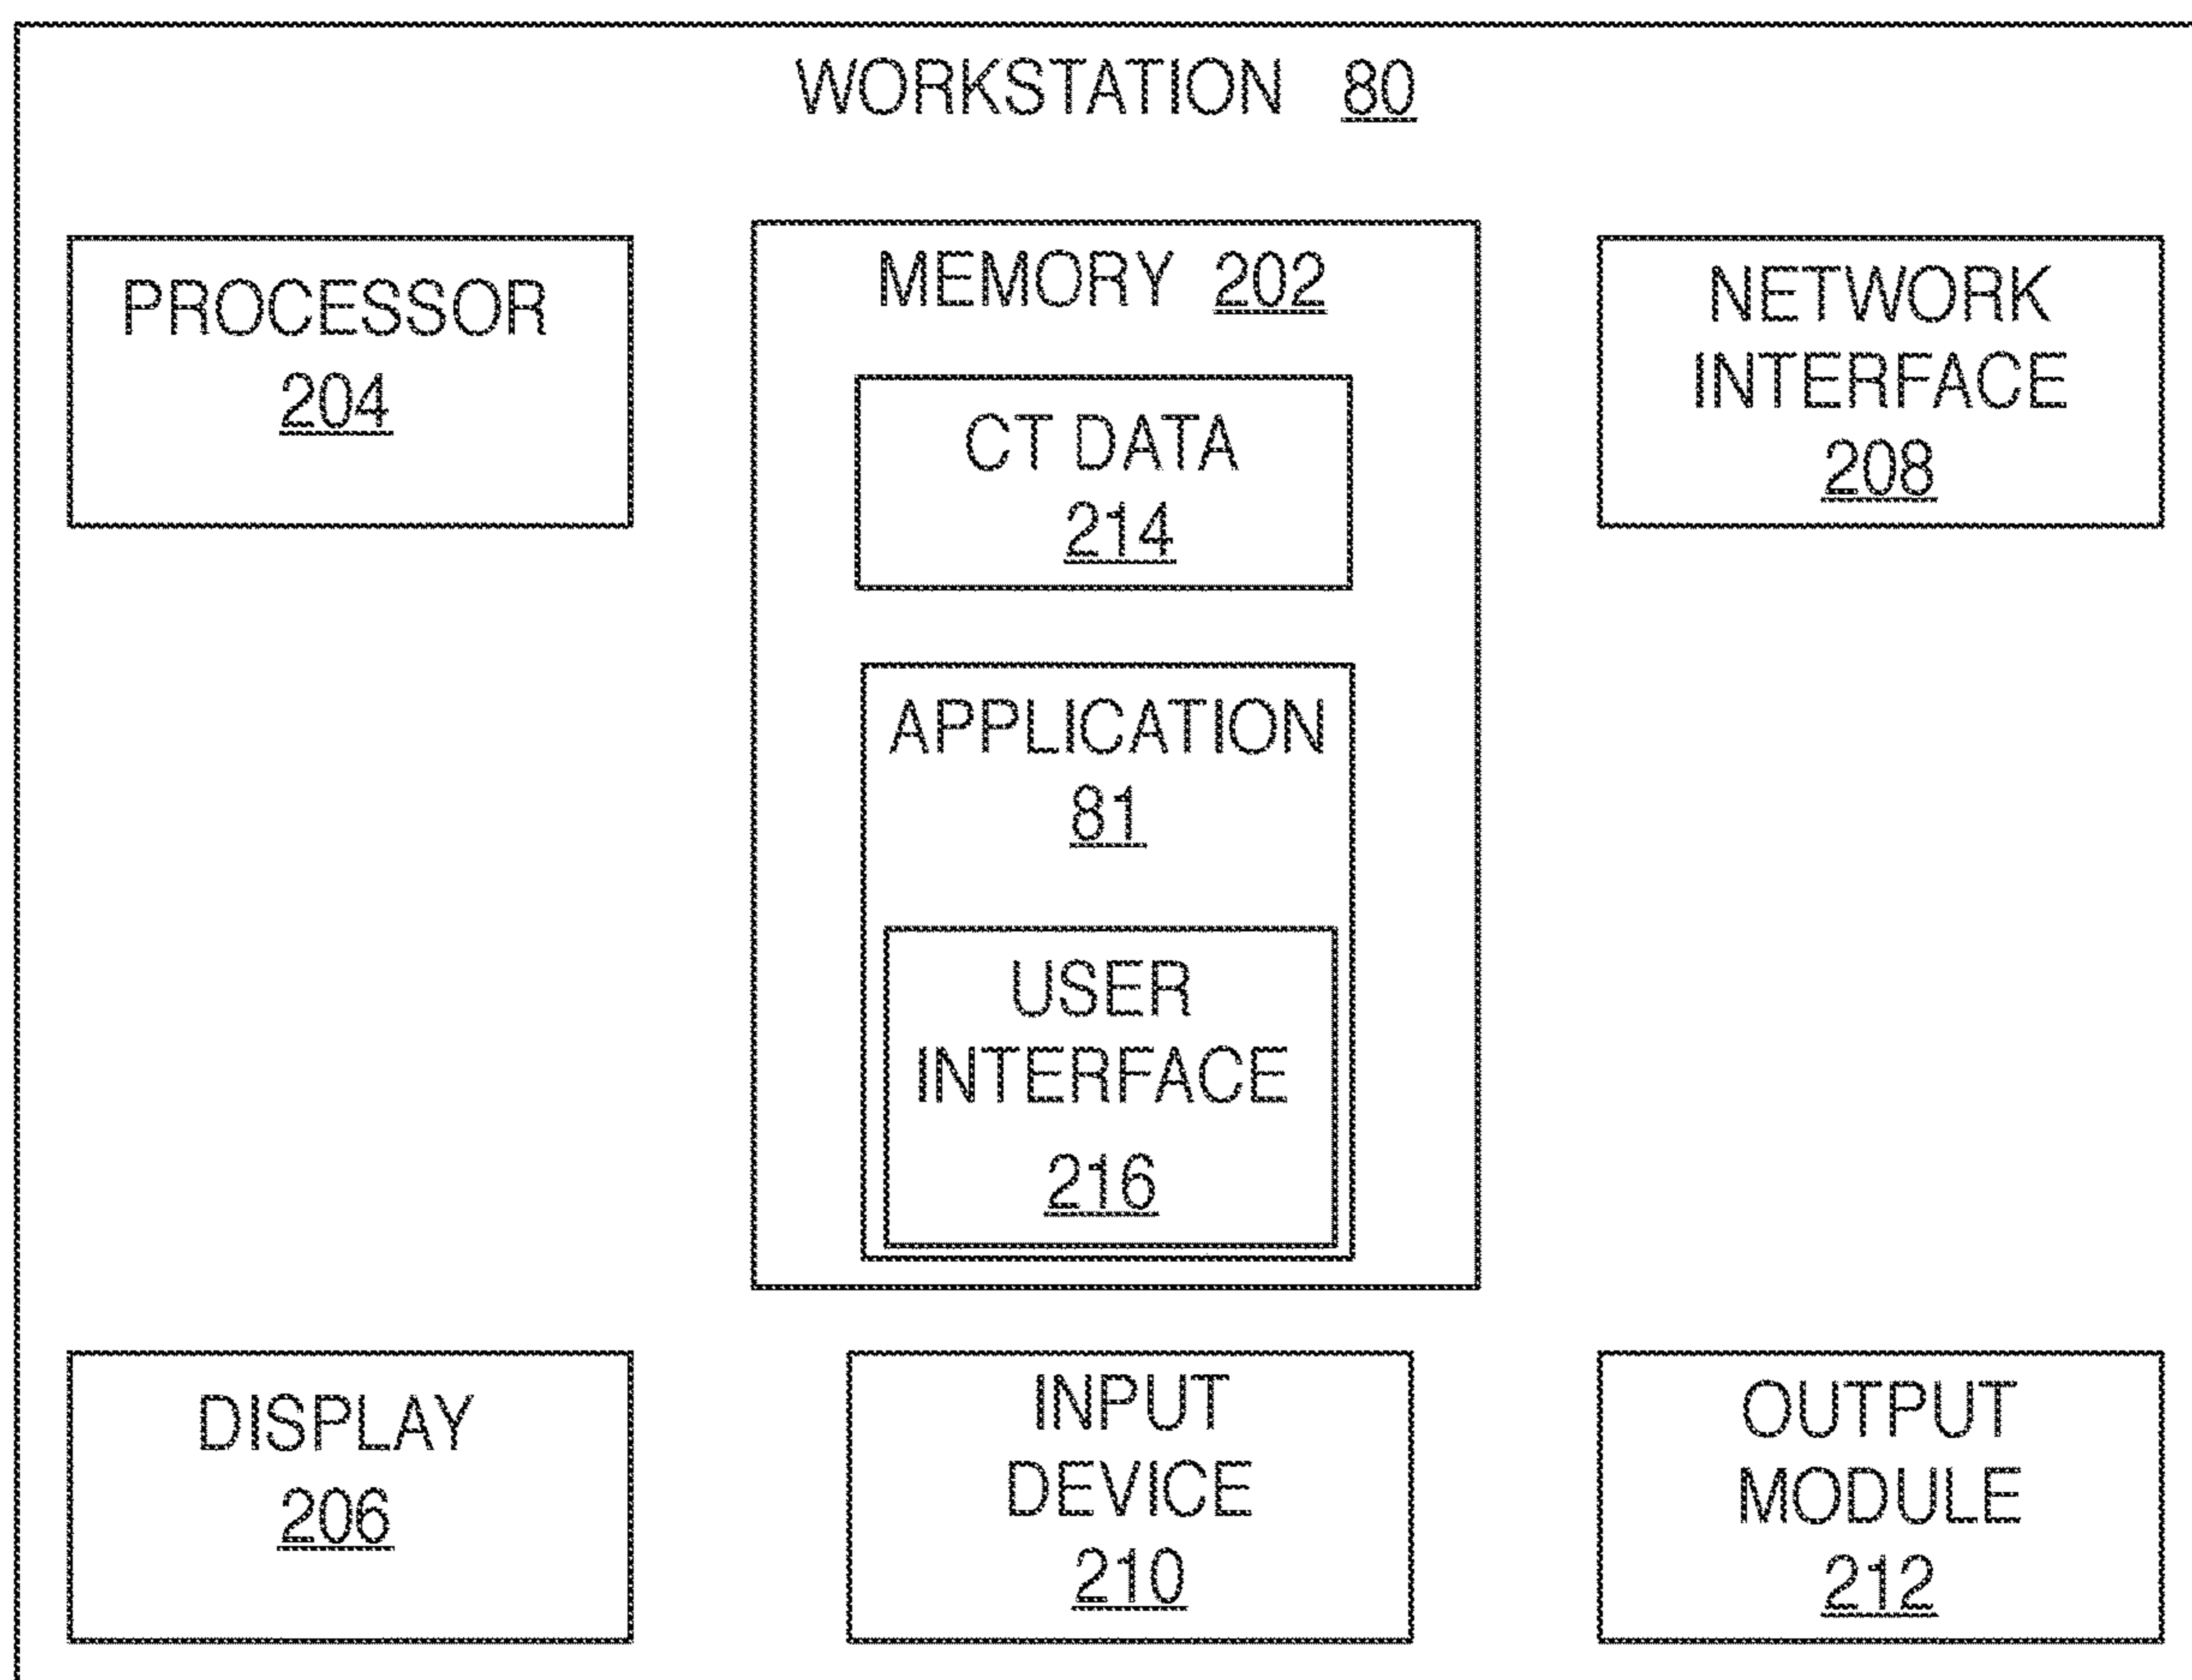 WORKSTATION 80
PROCESSOR
204
MEMORY 202
CT DATA
214
APPLICATION
81
USER
INTERFACE
216
NETWORK
INTERFACE
208
DISPLAY
206
INPUT
DEVICE
210
OUTPUT
MODULE
212